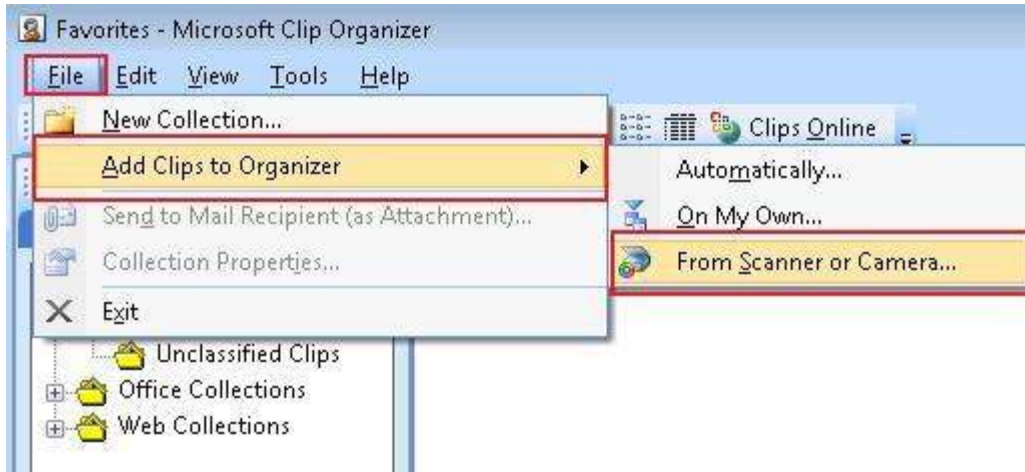 Favorites - Microsoft Clip Organizer
File Edit View Tools Help
New Collection...
Clips Online
Add Clips to Organizer
Automatically...
Send to Mail Recipient (as Attachment)...
On My Own...
Collection Properties...
From Scanner or Camera...
Exit
Unclassified Clips
Office Collections
Web Collections